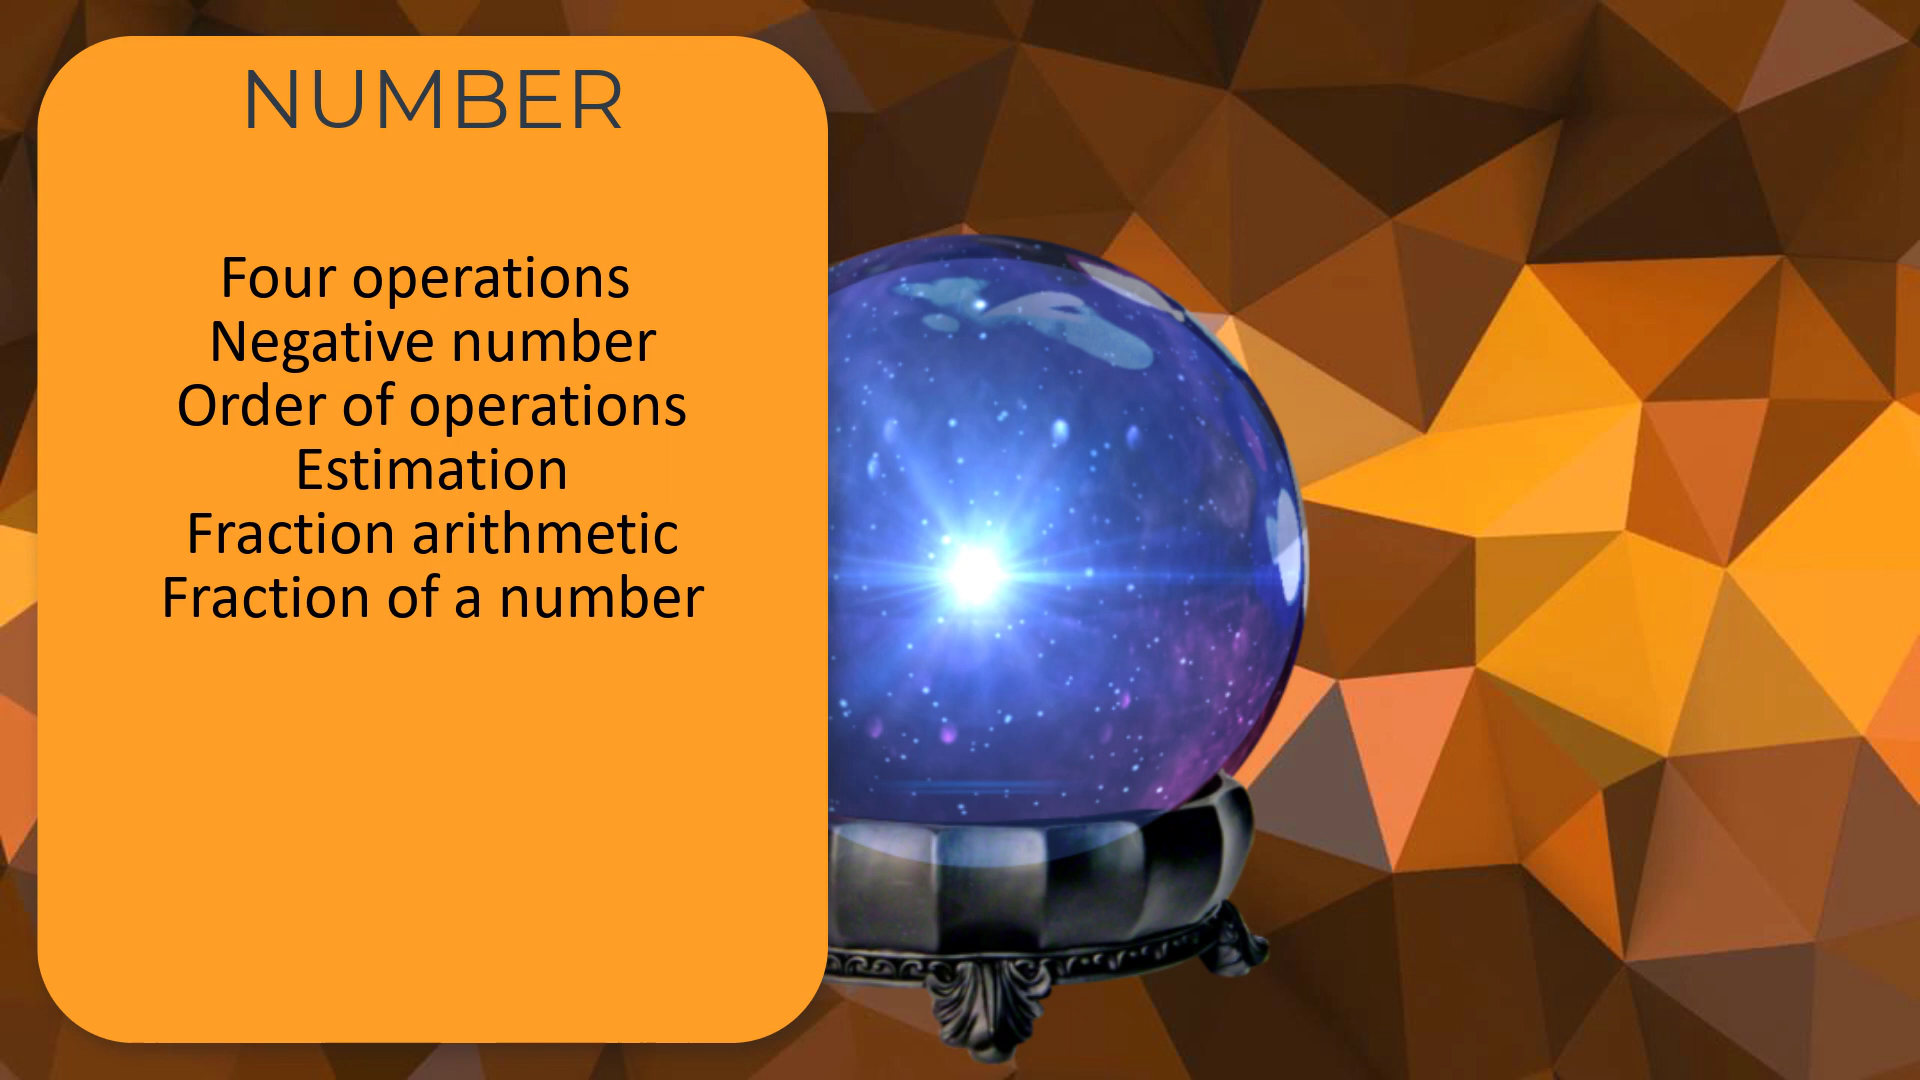 NUMBER
Four operations
Negative number
Order of operations
Estimation
Fraction arithmetic
Fraction of a number